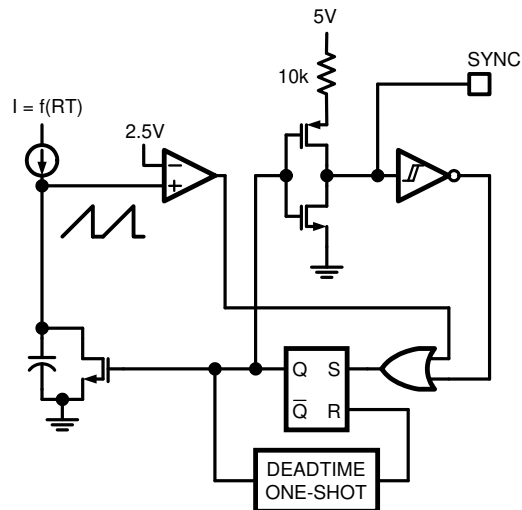 5V
SYNC
10k
I = f(RT)
2.5V
−
+
Q S
Q̅ R
DEADTIME
ONE-SHOT